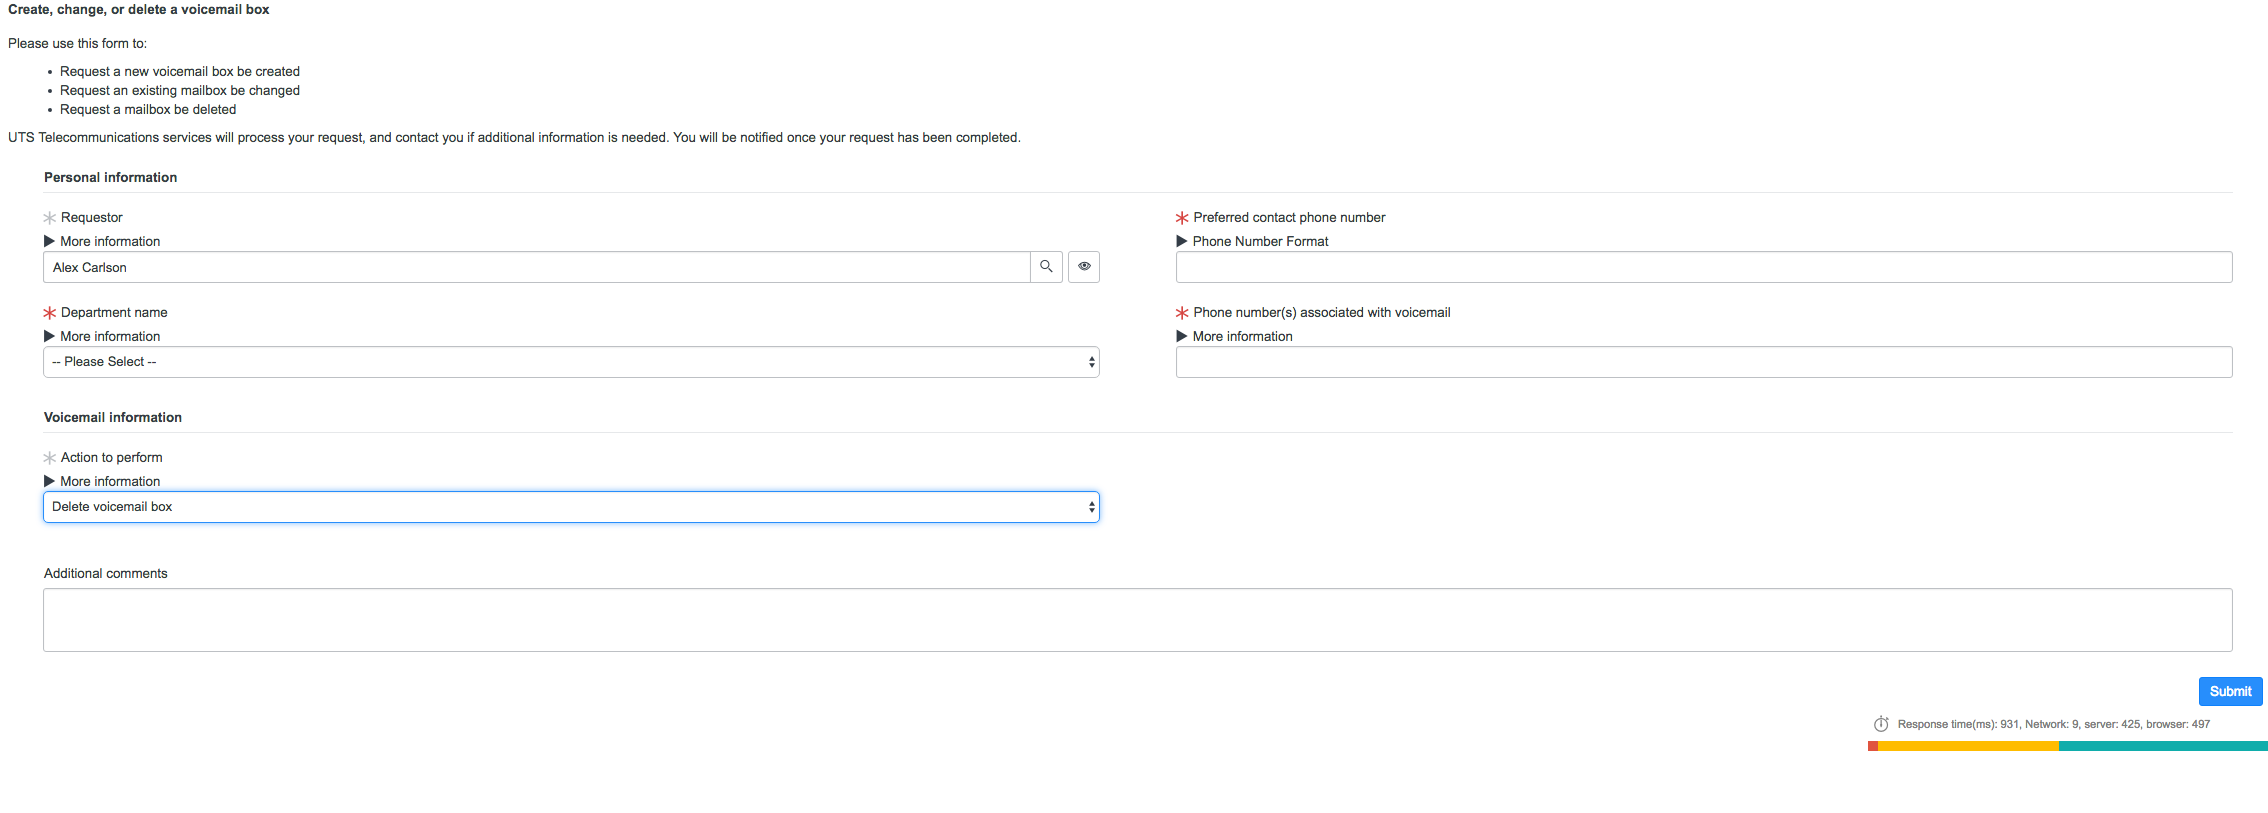 Create, change, or delete a voicemail box
Please use this form to:
• Request a new voicemail box be created
• Request an existing mailbox be changed
• Request a mailbox be deleted
UTS Telecommunications services will process your request, and contact you if additional information is needed. You will be notified once your request has been completed.
Personal information
Requestor
More information
Alex Carlson
Preferred contact phone number
Phone Number Format
Department name
More information
-- Please Select --
Phone number(s) associated with voicemail
More information
Voicemail information
Action to perform
More information
Delete voicemail box
Additional comments
Submit
Response time(ms): 931, Network: 9, server: 425, browser: 497